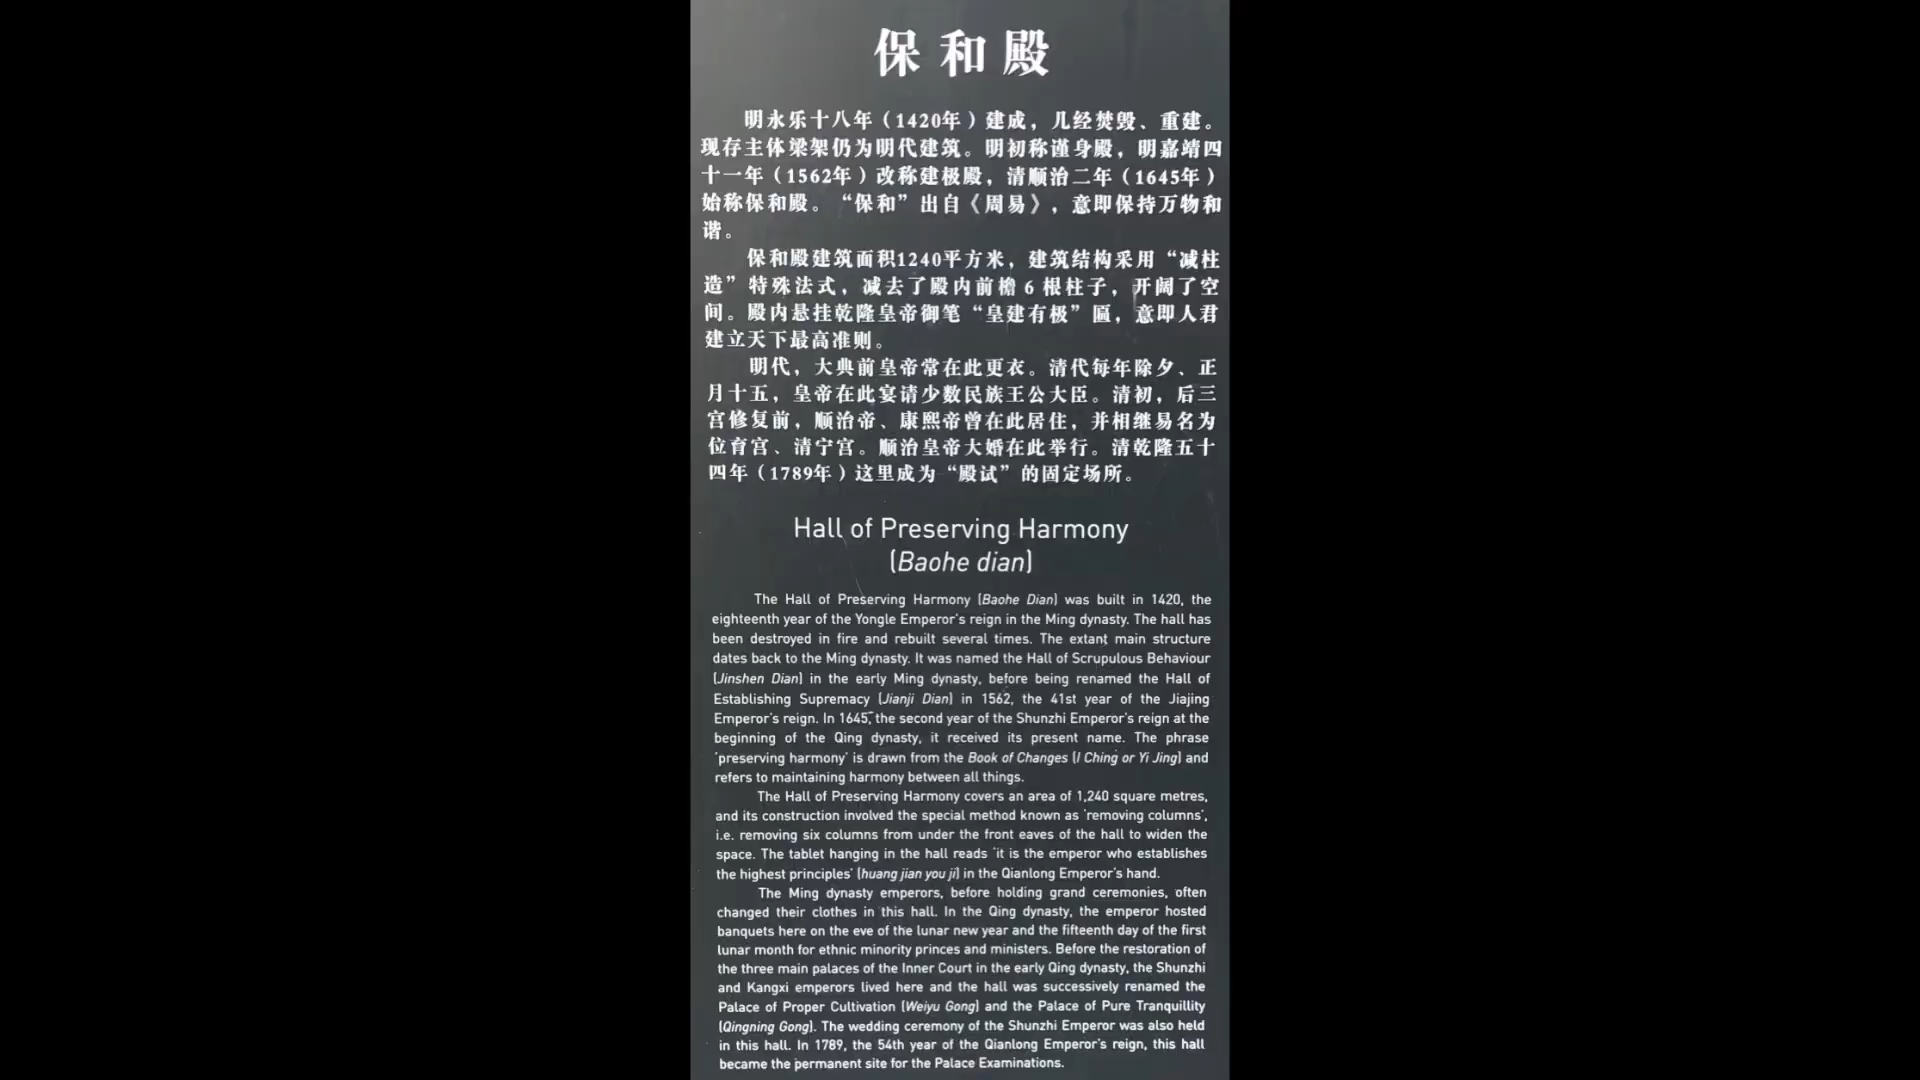 保和殿
明永乐十八年（1420年）建成，几经焚毁、重建。
现存主体梁架仍为明代建筑。明初称谨身殿，明嘉靖四
十一年（1562年）改称建极殿，清顺治二年（1645年）
始称保和殿。“保和”出自《周易》，意即保持万物和
谐。
保和殿建筑面积1240平方米，建筑结构采用“减柱
造”特殊法式，减去了殿内前檐6根柱子，开阔了空
间。殿内悬挂乾隆皇帝御笔“皇建有极”匾，意即人君
建立天下最高准则。
明代，大典前皇帝常在此更衣。清代每年除夕、正
月十五，皇帝在此宴请少数民族王公大臣。清初，后三
宫修复前，顺治帝、康熙帝曾在此居住，并相继易名为
位育宫、清宁宫。顺治皇帝大婚在此举行。清乾隆五十
四年（1789年）这里成为“殿试”的固定场所。
Hall of Preserving Harmony
(Baohe dian)
The Hall of Preserving Harmony (Baohe Dian) was built in 1420, the
eighteenth year of the Yongle Emperor's reign in the Ming dynasty. The hall has
been destroyed in fire and rebuilt several times. The extant main structure
dates back to the Ming dynasty. It was named the Hall of Scrupulous Behaviour
(Jinshen Dian) in the early Ming dynasty, before being renamed the Hall of
Establishing Supremacy (Jianji Dian) in 1562, the 41st year of the Jiajing
Emperor's reign. In 1645, the second year of the Shunzhi Emperor's reign at the
beginning of the Qing dynasty, it received its present name. The phrase
'preserving harmony' is drawn from the Book of Changes (I Ching or Yi Jing) and
refers to maintaining harmony between all things.
The Hall of Preserving Harmony covers an area of 1,240 square metres,
and its construction involved the special method known as 'removing columns',
i.e. removing six columns from under the front eaves of the hall to widen the
space. The tablet hanging in the hall reads 'it is the emperor who establishes
the highest principles' (huang jian you ji) in the Qianlong Emperor's hand.
The Ming dynasty emperors, before holding grand ceremonies, often
changed their clothes in this hall. In the Qing dynasty, the emperor hosted
banquets here on the eve of the lunar new year and the fifteenth day of the first
lunar month for ethnic minority princes and ministers. Before the restoration of
the three main palaces of the Inner Court in the early Qing dynasty, the Shunzhi
and Kangxi emperors lived here and the hall was successively renamed the
Palace of Proper Cultivation (Weiyu Gong) and the Palace of Pure Tranquillity
(Qingning Gong). The wedding ceremony of the Shunzhi Emperor was also held
in this hall. In 1789, the 54th year of the Qianlong Emperor's reign, this hall
became the permanent site for the Palace Examinations.